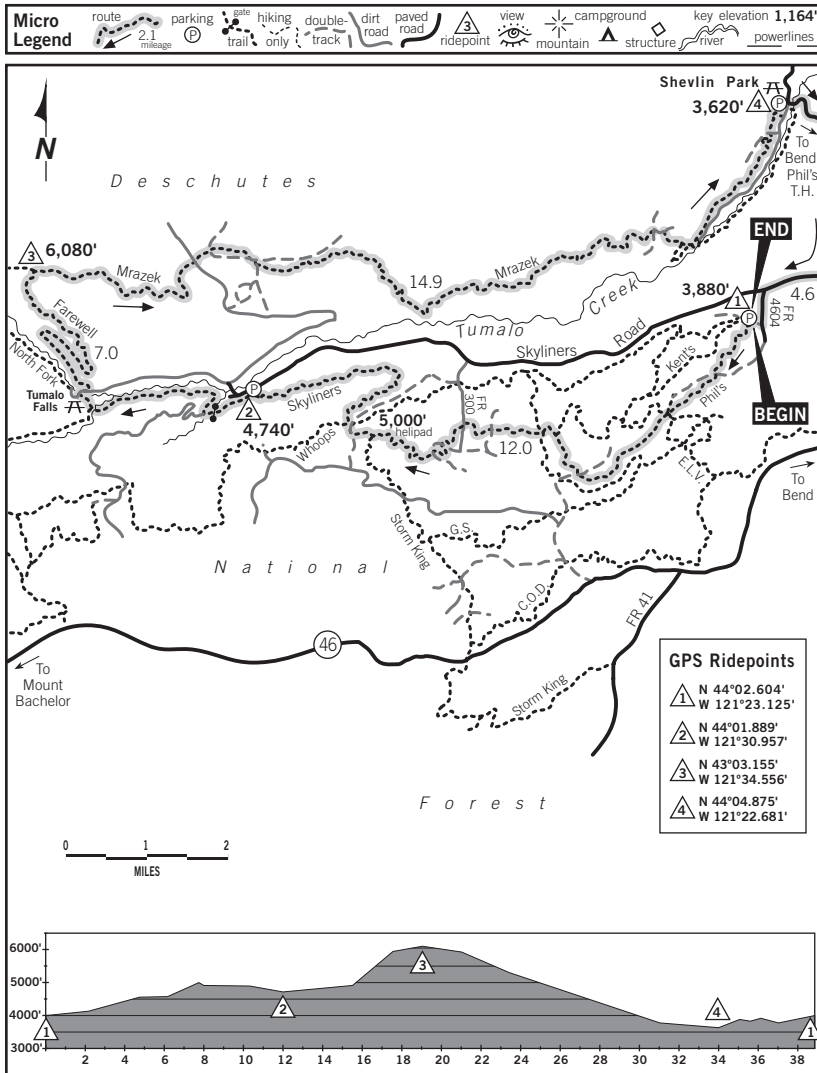 Micro
Legend
route
2.1
mileage
parking
P
gate
trail
hiking
only
double-
track
dirt
road
paved
road
3
ridepoint
view
mountain
campground
structure
key elevation 1,164'
river
powerlines
Shevlin Park
3,620' 4 P
N
To
Bend
Phil's
T.H.
Deschutes
END
3 6,080'
Mrazek
14.9
Mrazek
Creek
3,880'
1
P
FR
4604
4.6
Tumalo
Farewell
7.0
North Fork
Skyliners
Road
Kent's
Phil's
Tumalo
Falls
P
2
4,740'
Skyliners
5,000'
helipad
FR
300
BEGIN
Whoops
12.0
E.L.V.
To
Bend
Storm King
G.S.
National
C.O.D.
FR 41
46
To
Mount
Bachelor
Storm King
GPS Ridepoints
1 N 44°02.604'
W 121°23.125'
2 N 44°01.889'
W 121°30.957'
3 N 43°03.155'
W 121°34.556'
4 N 44°04.875'
W 121°22.681'
Forest
0 1 2
MILES
6000'
5000'
4000'
3000'
1
2
3
4
1
2 4 6 8 10 12 14 16 18 20 22 24 26 28 30 32 34 36 38